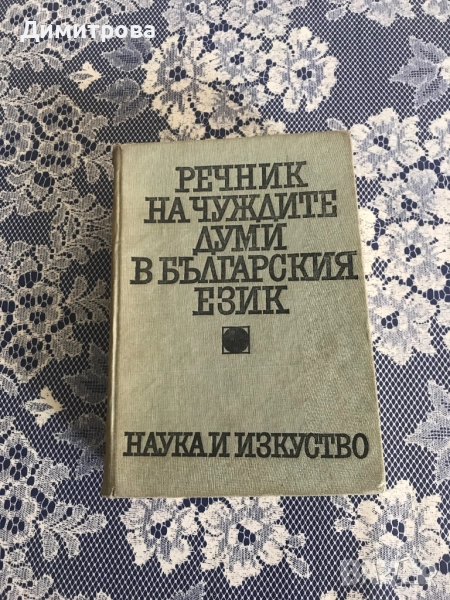 Димитрова
РЕЧНИК
НА ЧУЖДИТЕ
ДУМИ
В БЪЛГАРСКИЯ
ЕЗИК
НАУКА И ИЗКУСТВО